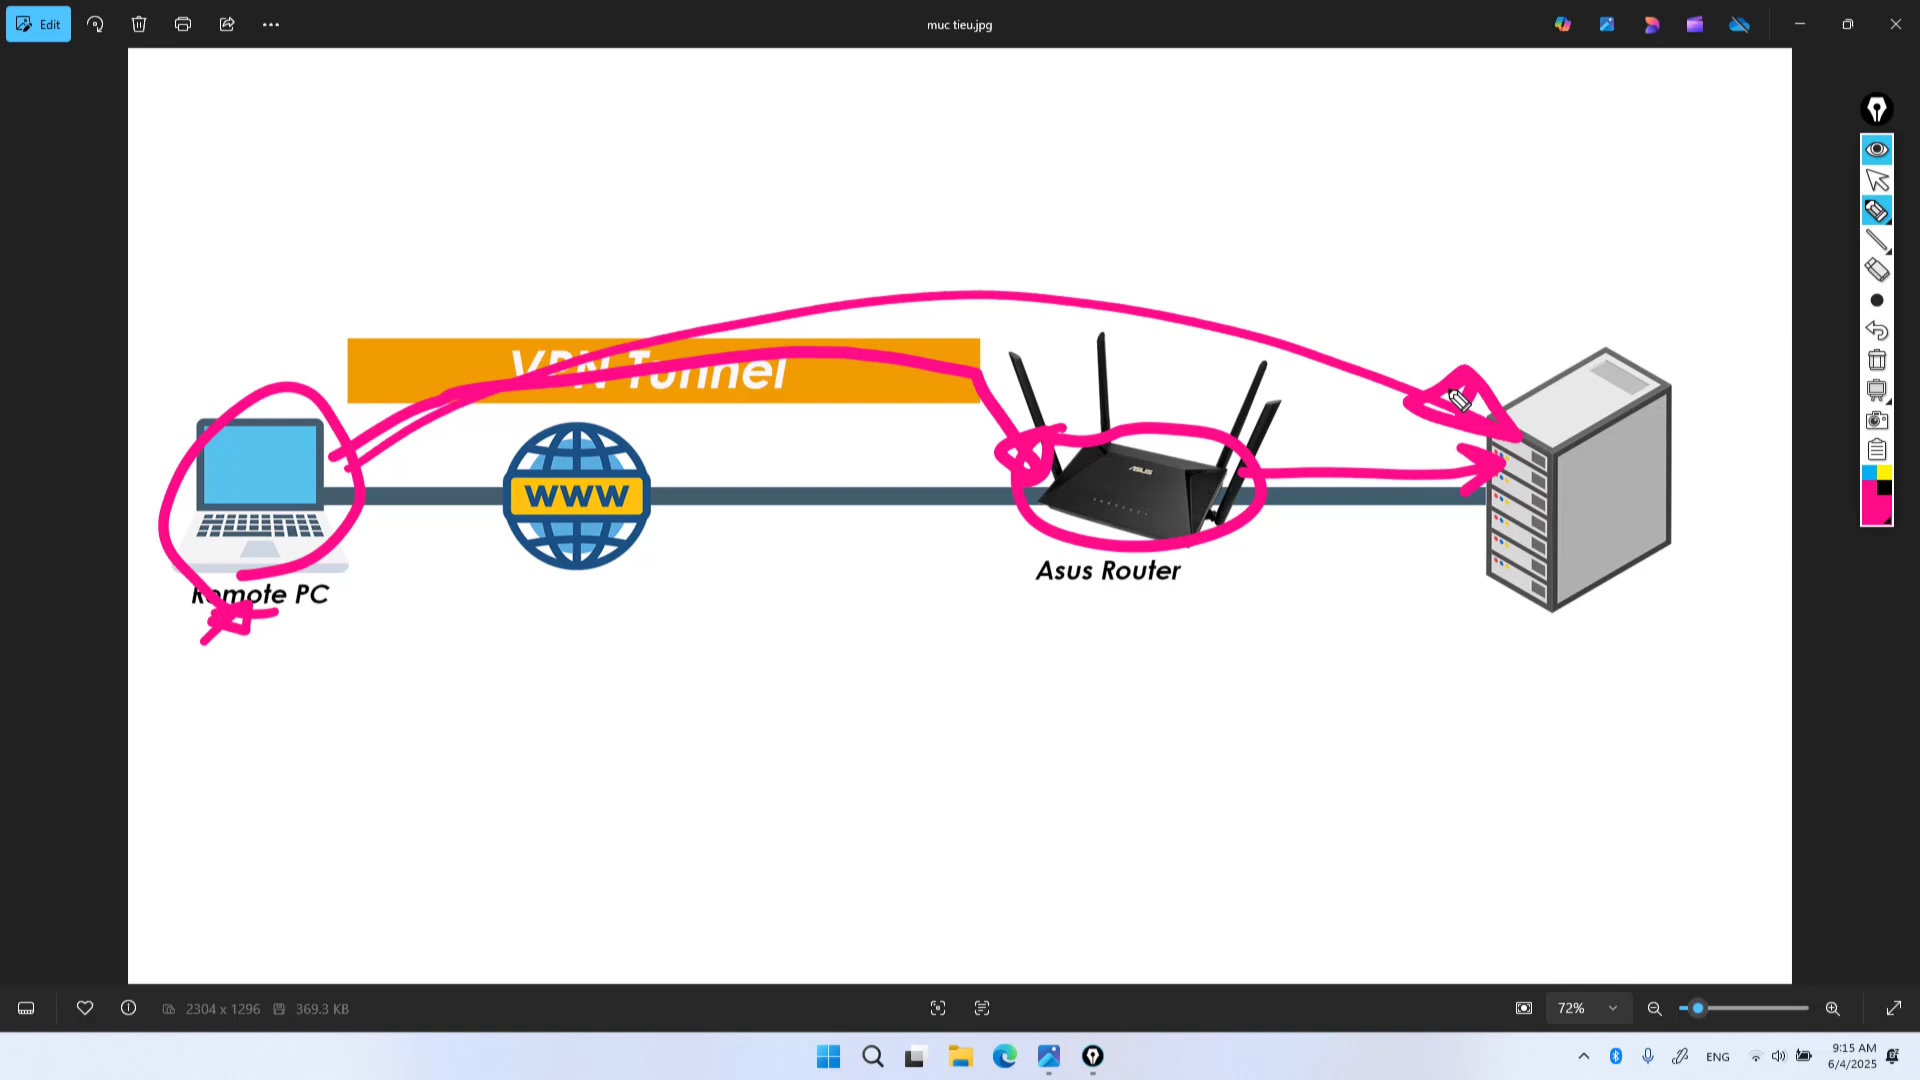 Edit
muc tieu.jpg
VPN Tunnel
WWW
ASUS
Asus Router
Remote PC
2304 x 1296
369.3 KB
72%
ENG
9:15 AM
6/4/2025